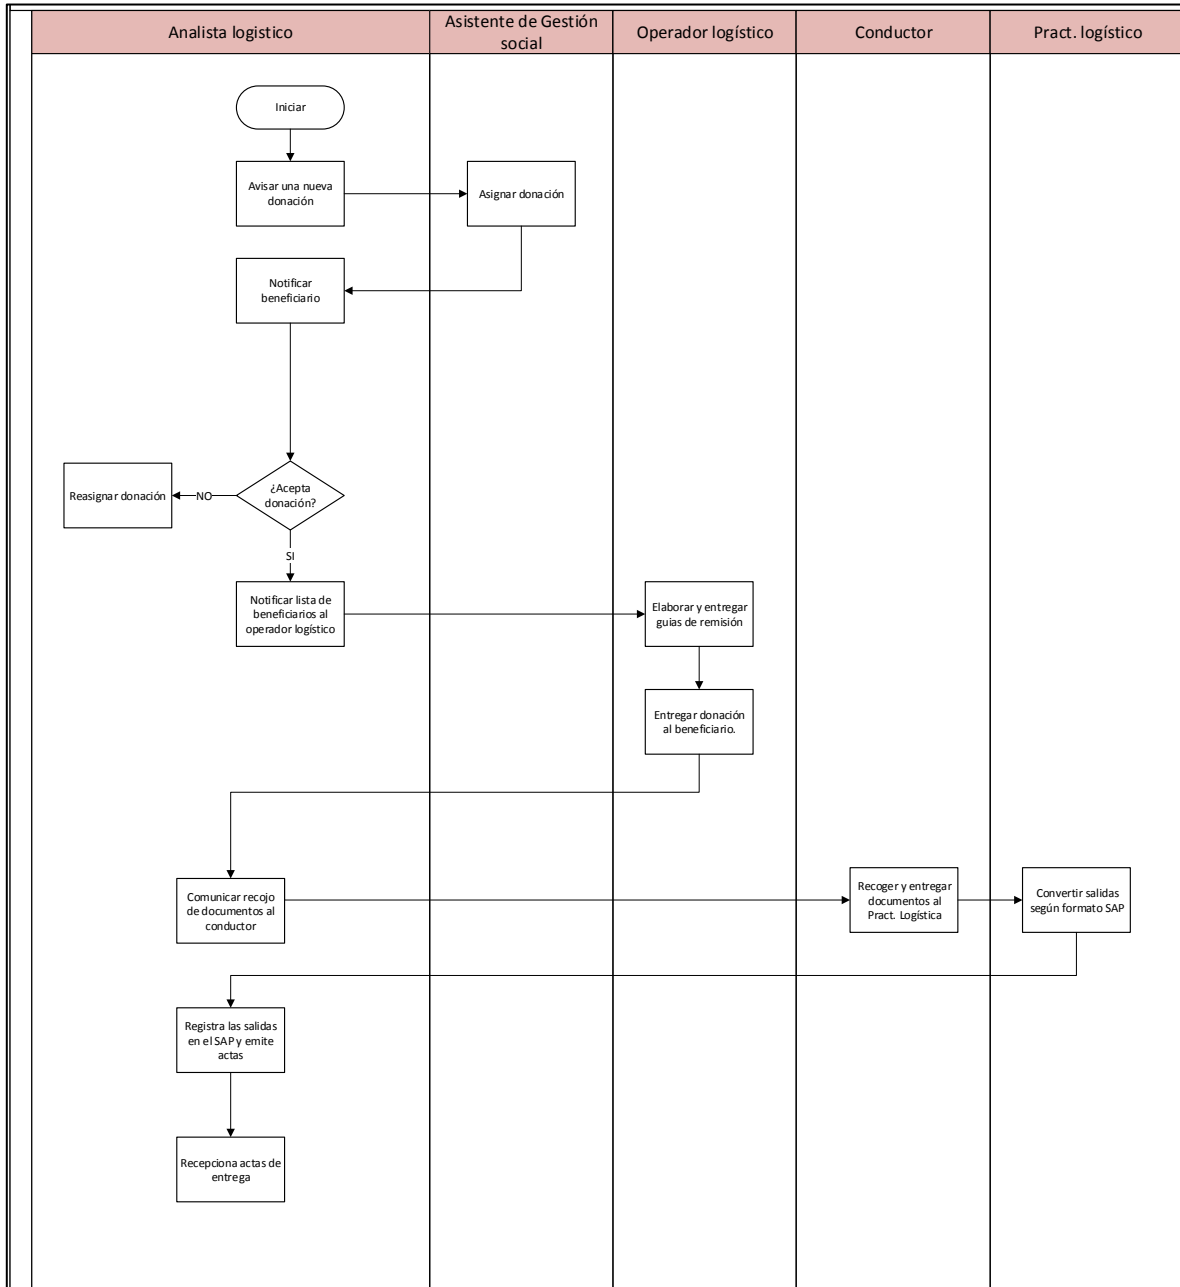 Analista logistico
Asistente de Gestión
social
Operador logístico
Conductor
Pract. logístico
Iniciar
Avisar una nueva
donación
Asignar donación
Notificar
beneficiario
¿Acepta
donación?
NO
Reasignar donación
SI
Notificar lista de
beneficiarios al
operador logístico
Elaborar y entregar
guias de remisión
Entregar donación
al beneficiario.
Comunicar recojo
de documentos al
conductor
Recoger y entregar
documentos al
Pract. Logística
Convertir salidas
según formato SAP
Registra las salidas
en el SAP y emite
actas
Recepciona actas de
entrega